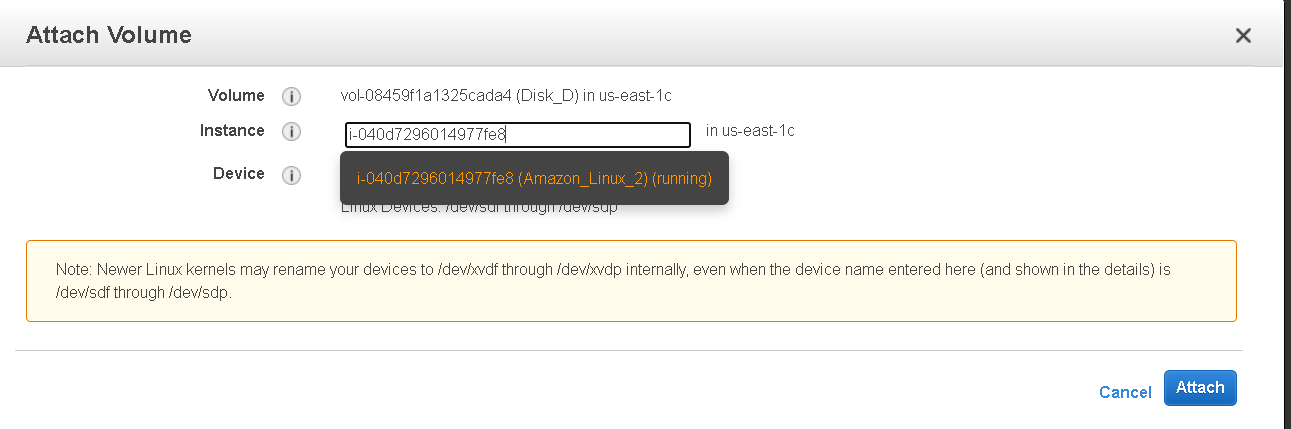 Attach Volume
Volume i vol-08459f1a1325cada4 (Disk_D) in us-east-1c
Instance i i-040d7296014977fe8 in us-east-1c
i-040d7296014977fe8 (Amazon_Linux_2) (running)
Device i
Linux Devices: /dev/sdf through /dev/sdp
Note: Newer Linux kernels may rename your devices to /dev/xvdf through /dev/xvdp internally, even when the device name entered here (and shown in the details) is
/dev/sdf through /dev/sdp.
Cancel Attach